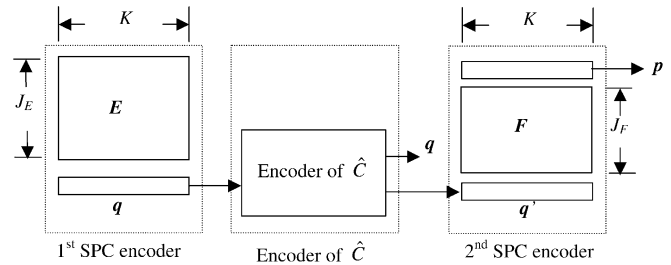 K
K
J_E
E
q
Encoder of Ĉ
q
p
F
J_F
q'
1st SPC encoder
Encoder of Ĉ
2nd SPC encoder